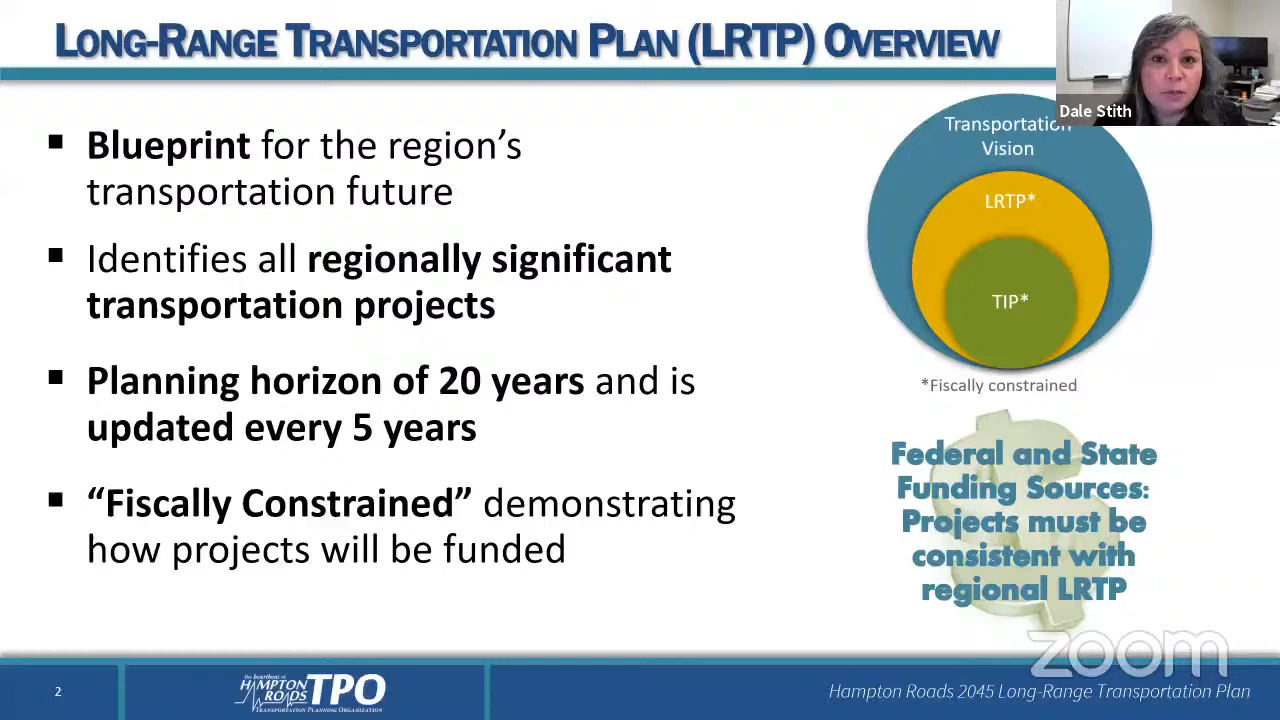 LONG-RANGE TRANSPORTATION PLAN (LRTP) OVERVIEW
Dale Stith
▪ Blueprint for the region’s
transportation future
▪ Identifies all regionally significant
transportation projects
▪ Planning horizon of 20 years and is
updated every 5 years
▪ “Fiscally Constrained” demonstrating
how projects will be funded
Transportation
Vision
LRTP*
TIP*
*Fiscally constrained
Federal and State
Funding Sources:
Projects must be
consistent with
regional LRTP
zoom
2
the heartbeat of
HAMPTON
ROADS TPO
TRANSPORTATION PLANNING ORGANIZATION
Hampton Roads 2045 Long-Range Transportation Plan